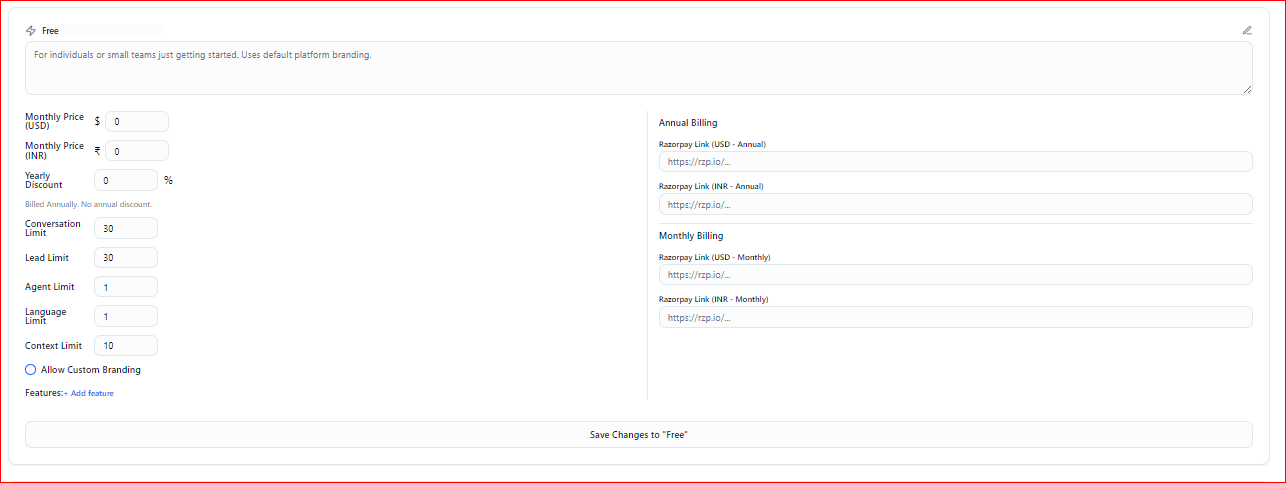 Free
For individuals or small teams just getting started. Uses default platform branding.
Monthly Price
(USD)
$
0
Monthly Price
(INR)
₹
0
Yearly
Discount
0
%
Billed Annually. No annual discount.
Conversation
Limit
30
Lead Limit
30
Agent Limit
1
Language
Limit
1
Context Limit
10
Allow Custom Branding
Features:+ Add feature
Annual Billing
Razorpay Link (USD - Annual)
https://rzp.io/...
Razorpay Link (INR - Annual)
https://rzp.io/...
Monthly Billing
Razorpay Link (USD - Monthly)
https://rzp.io/...
Razorpay Link (INR - Monthly)
https://rzp.io/...
Save Changes to "Free"